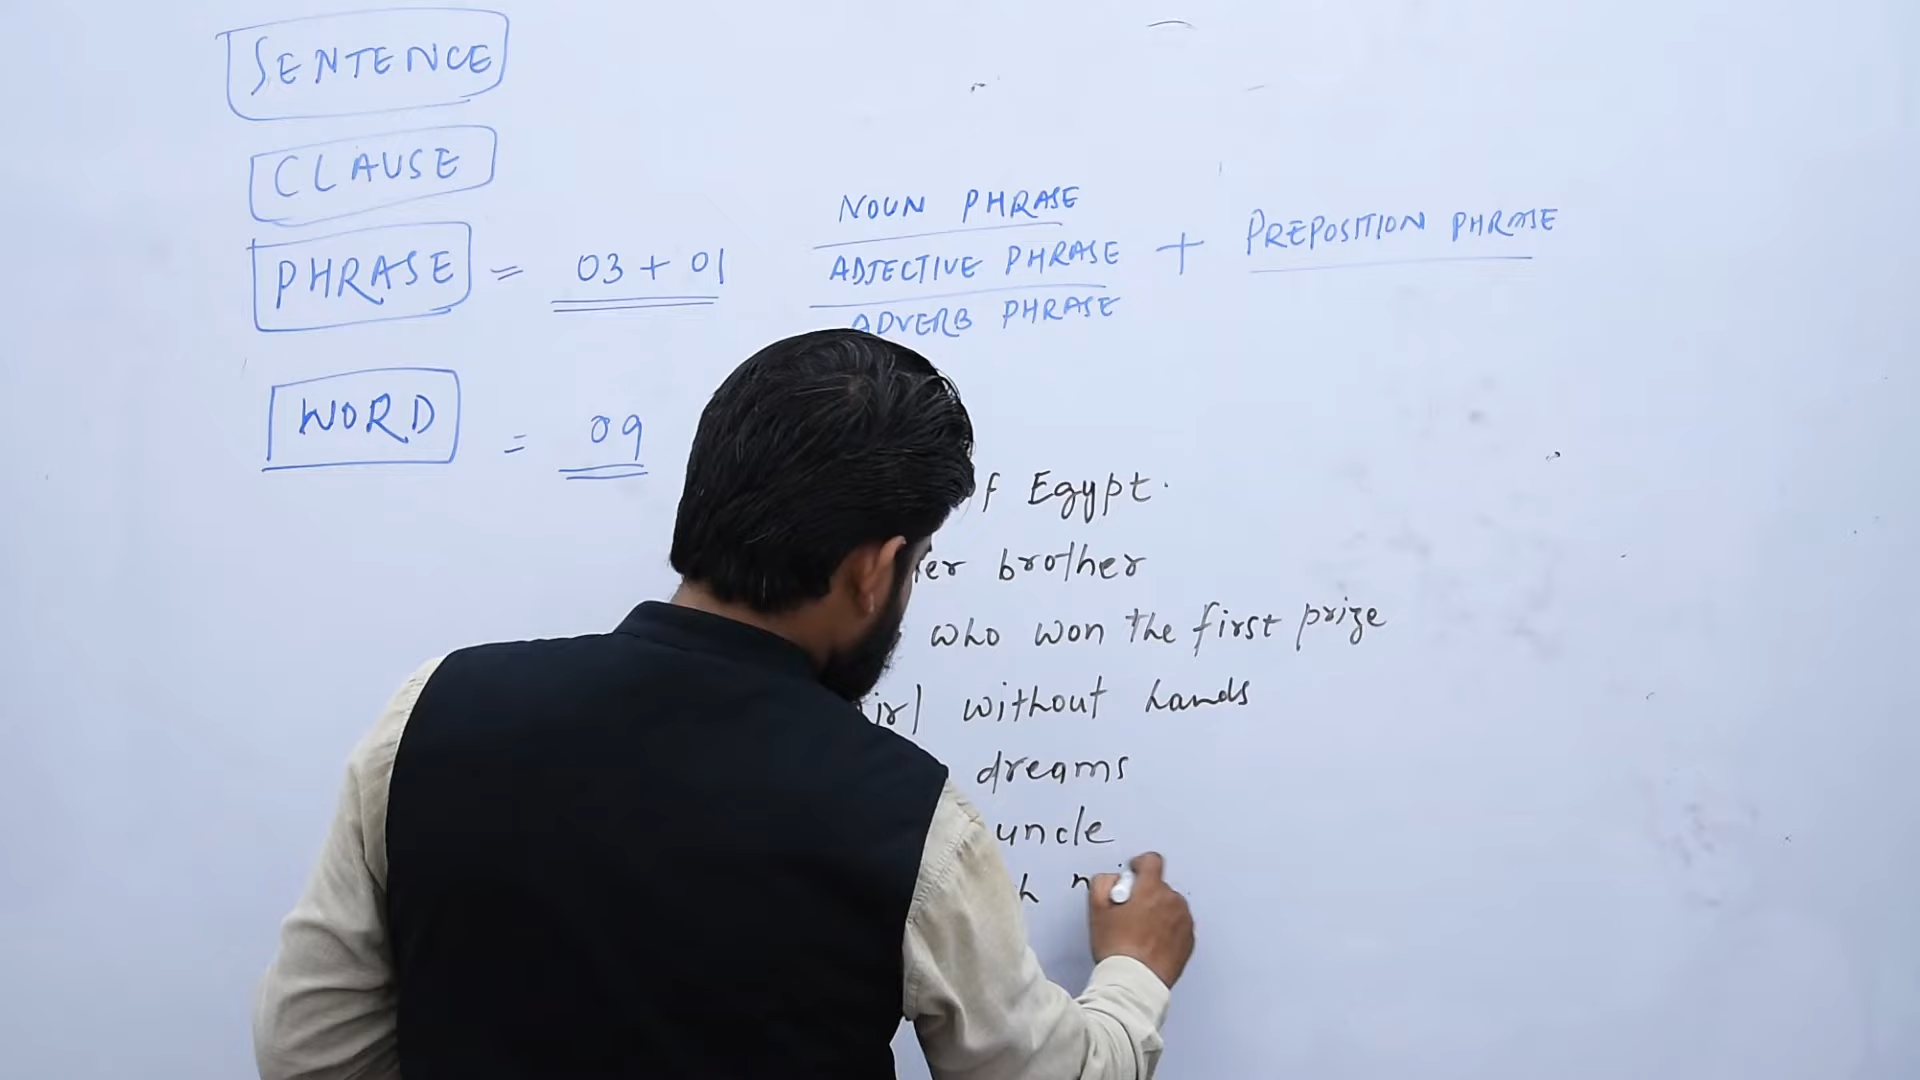 SENTENCE
CLAUSE
PHRASE = 03 + 01
NOUN PHRASE
ADJECTIVE PHRASE + PREPOSITION PHRASE
ADVERB PHRASE
WORD = 09
Egypt.
brother
who won the first prize
without hands
dreams
uncle